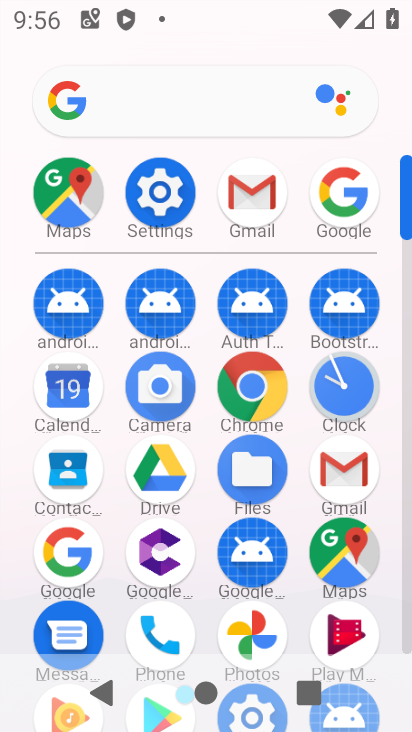 9:56
Maps Settings Gmail Google
androi... androi... Auth T... Bootstr...
19
Calend... Camera Chrome Clock
Contac... Drive Files Gmail
Google Google... Google... Maps
Messa... Phone Photos Play M...